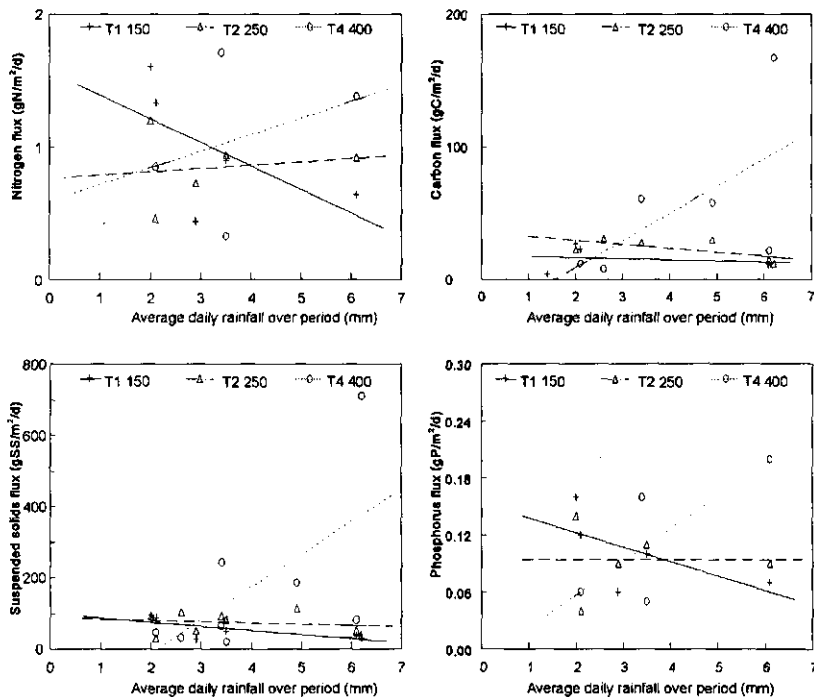 T1 150 T2 250 T4 400
2
1
0
Nitrogen flux (gN/m²/d)
0 1 2 3 4 5 6 7
Average daily rainfall over period (mm)
T1 150 T2 250 T4 400
200
100
0
Carbon flux (gC/m²/d)
0 1 2 3 4 5 6 7
Average daily rainfall over period (mm)
T1 150 T2 250 T4 400
800
600
400
200
0
Suspended solids flux (gSS/m²/d)
0 1 2 3 4 5 6 7
Average daily rainfall over period (mm)
T1 150 T2 250 T4 400
0.30
0.24
0.18
0.12
0.06
0.00
Phosphorus flux (gP/m²/d)
0 1 2 3 4 5 6 7
Average daily rainfall over period (mm)